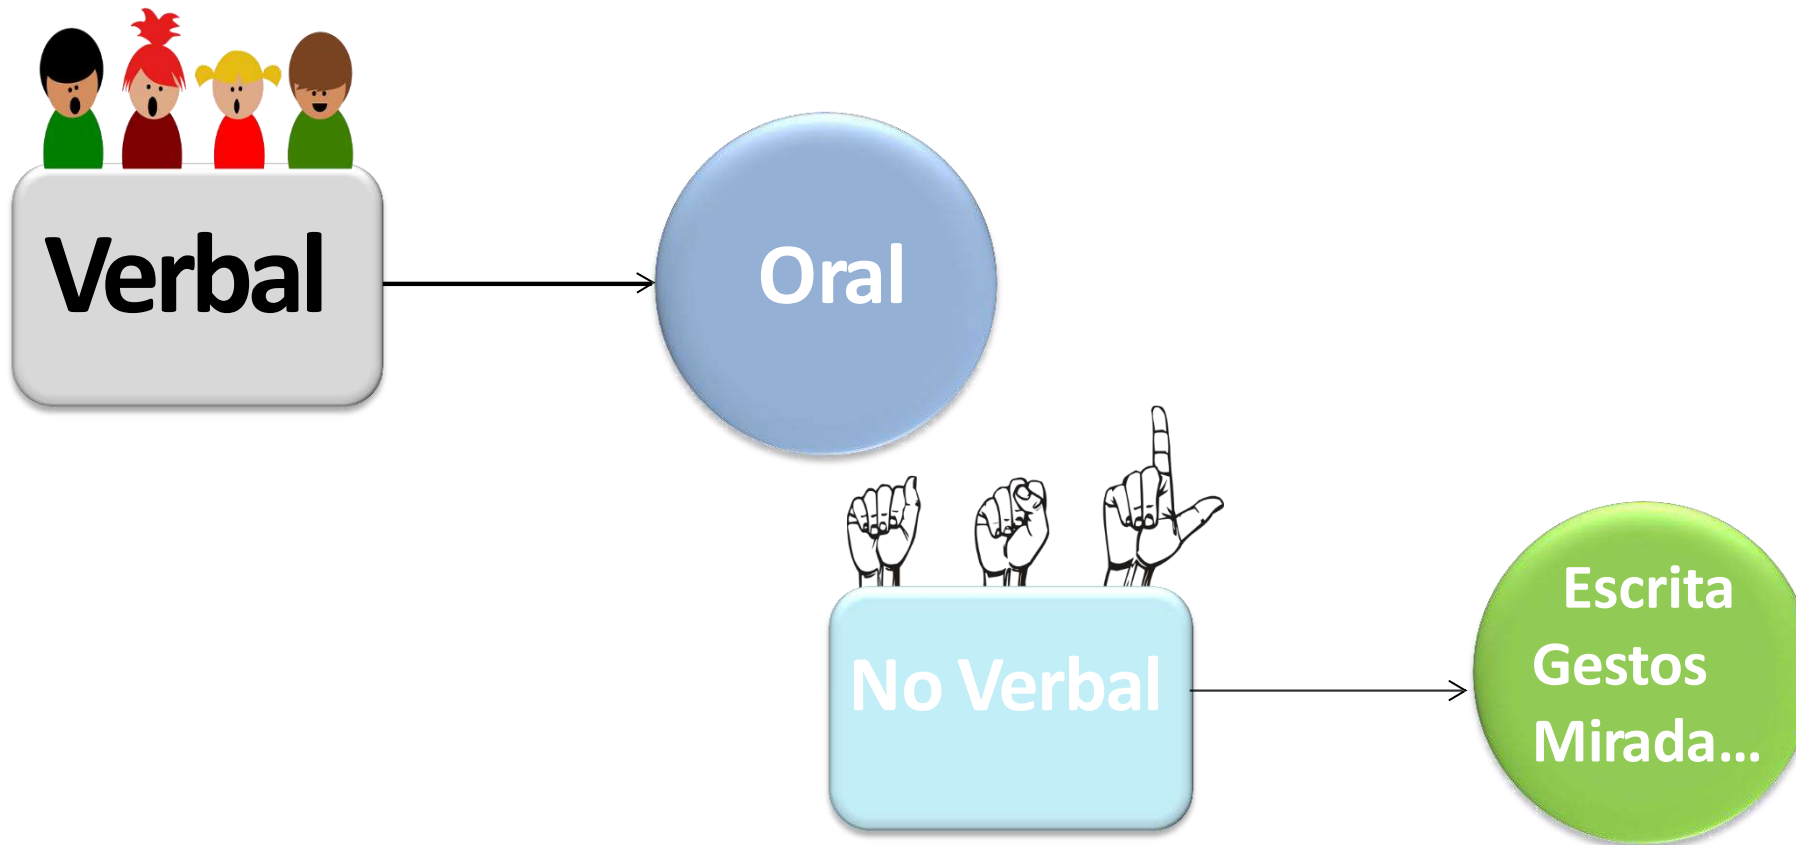 Verbal
Oral
No Verbal
Escrita
Gestos
Mirada...